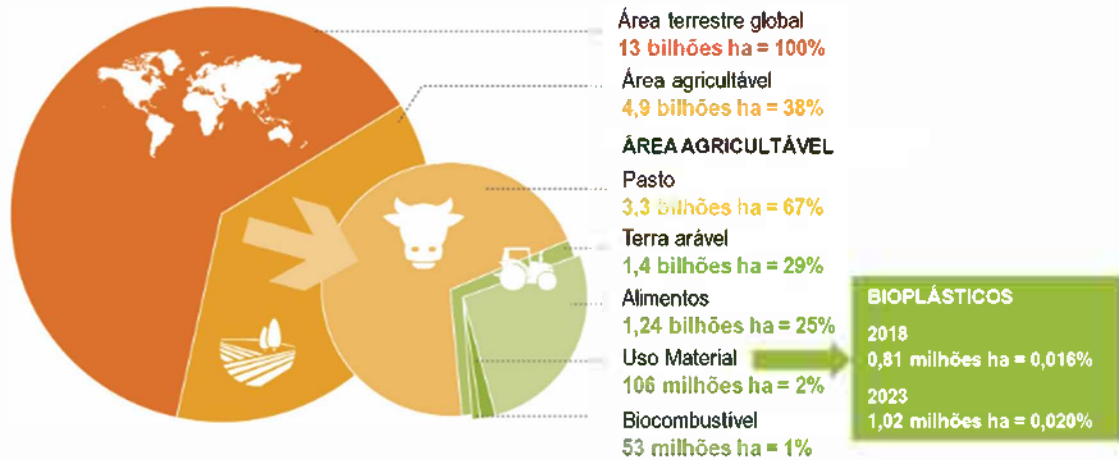 Área terrestre global
13 bilhões ha = 100%
Área agricultável
4,9 bilhões ha = 38%
ÁREA AGRICULTÁVEL
Pasto
3,3 bilhões ha = 67%
Terra arável
1,4 bilhões ha = 29%
Alimentos
1,24 bilhões ha = 25%
Uso Material
106 milhões ha = 2%
Biocombustível
53 milhões ha = 1%
BIOPLÁSTICOS
2018
0,81 milhões ha = 0,016%
2023
1,02 milhões ha = 0,020%